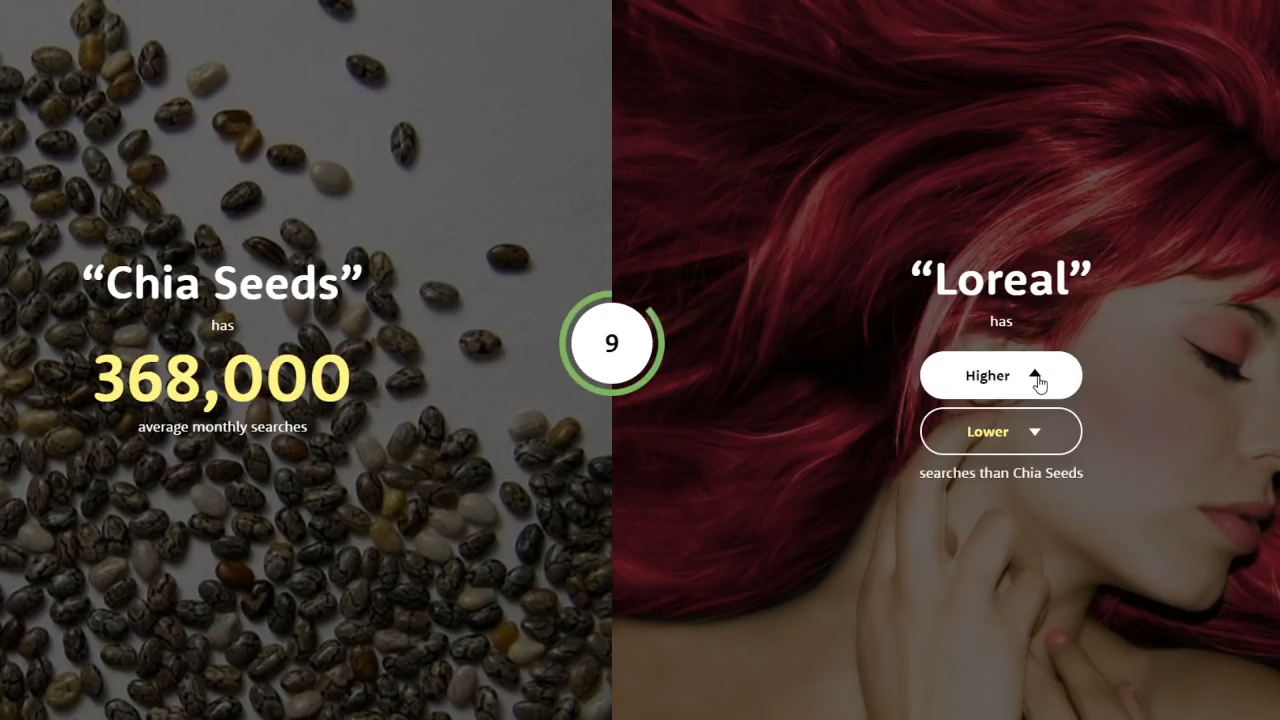 “Chia Seeds”
has
368,000
average monthly searches
9
“Loreal”
has
Higher
Lower
searches than Chia Seeds